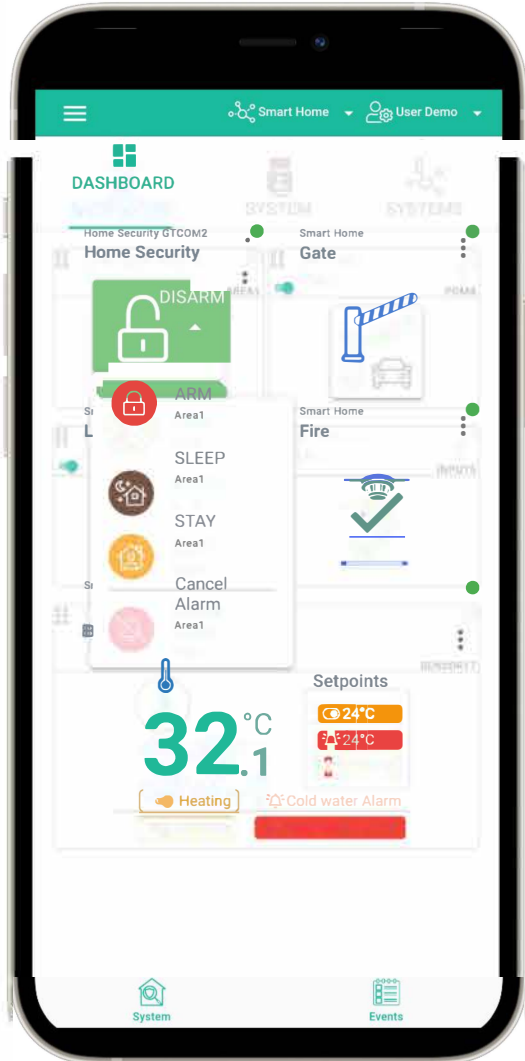 Smart Home
User Demo
DASHBOARD
SYSTEM
SYSTEMS
Home Security GTCOM2
Home Security
Smart Home
Gate
DISARM
AREA1
ARM
Area1
SLEEP
Area1
STAY
Area1
Cancel
Alarm
Area1
Smart Home
Fire
INPUTS
Setpoints
24°C
24°C
32.1 °C
Heating
Cold water Alarm
System
Events